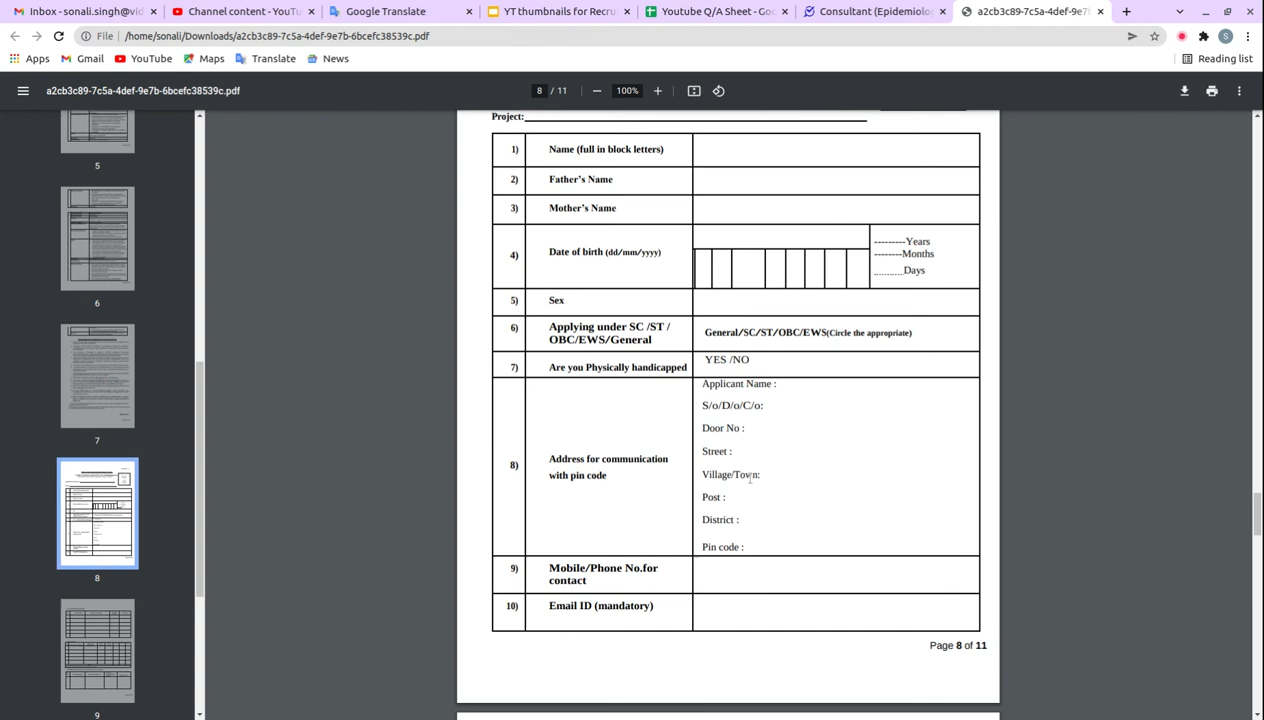 Inbox - sonali.singh@vid
Channel content - YouTu
Google Translate
YT thumbnails for Recru
Youtube Q/A Sheet - Goo
Consultant (Epidemiolog
a2cb3c89-7c5a-4def-9e7b
File /home/sonali/Downloads/a2cb3c89-7c5a-4def-9e7b-6bcefc38539c.pdf
S
Apps Gmail YouTube Maps Translate News Reading list
a2cb3c89-7c5a-4def-9e7b-6bcefc38539c.pdf 8 / 11 100%
5
6
7
8
9
Project:
1) Name (full in block letters)
2) Father's Name
3) Mother's Name
4) Date of birth (dd/mm/yyyy)
---------Years
--------Months
...........Days
5) Sex
6) Applying under SC /ST /
OBC/EWS/General
General/SC/ST/OBC/EWS(Circle the appropriate)
7) Are you Physically handicapped
YES /NO
8) Address for communication
with pin code
Applicant Name :
S/o/D/o/C/o:
Door No :
Street :
Village/Town:
Post :
District :
Pin code :
9) Mobile/Phone No.for
contact
10) Email ID (mandatory)
Page 8 of 11